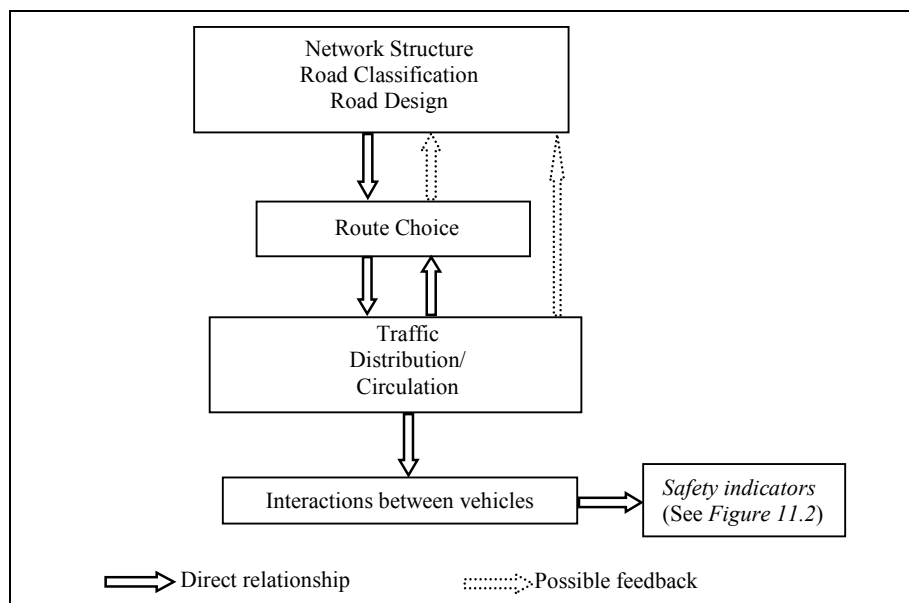 Network Structure
Road Classification
Road Design
Route Choice
Traffic
Distribution/
Circulation
Interactions between vehicles
Safety indicators
(See Figure 11.2)
Direct relationship
Possible feedback